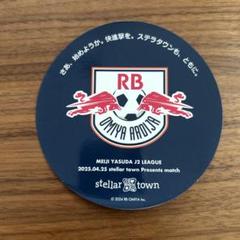 さあ、始めようか。快進撃を。ステラタウンも、ともに。
RB
OMIYA ARDIJA
MEIJI YASUDA J2 LEAGUE
2025.04.25 stellar town Presents match
stellar town
© 2024 RB OMIYA Inc.